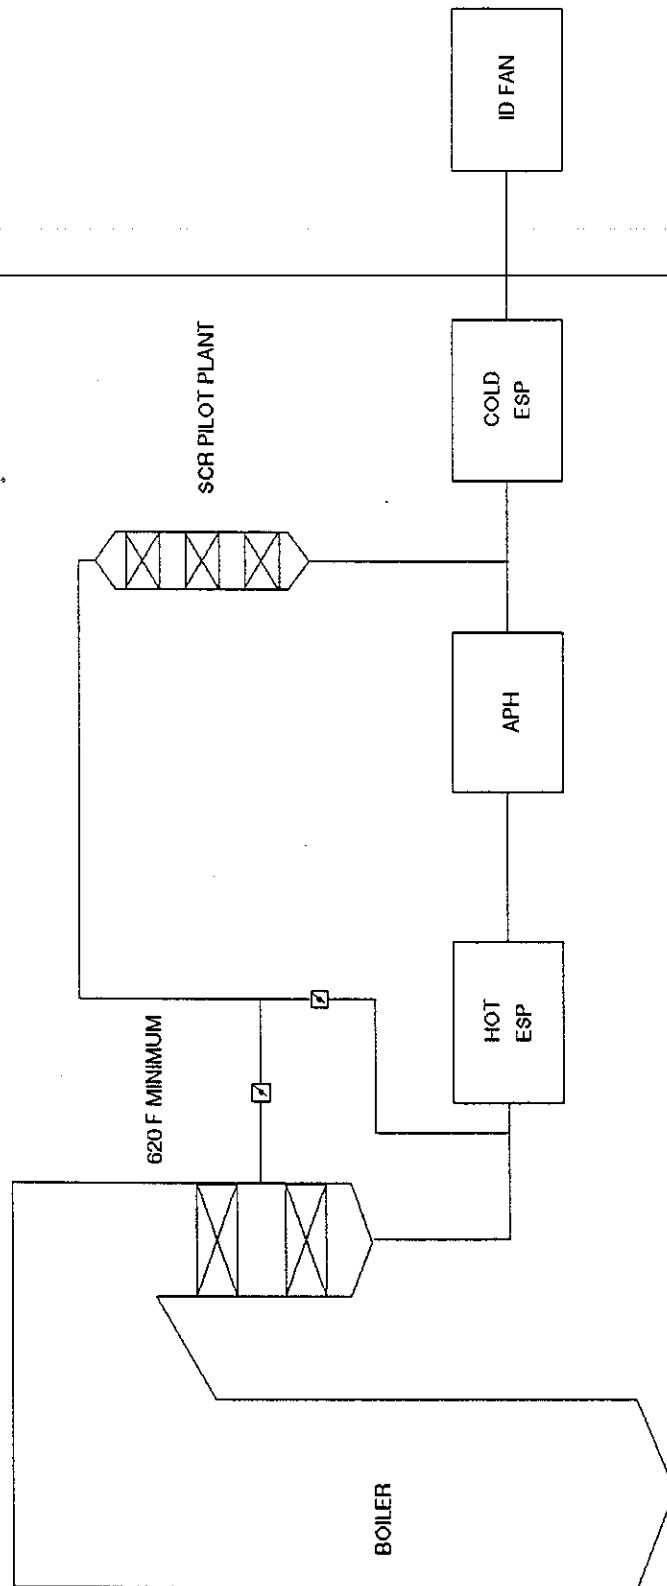 SCR PILOT PLANT
620 F MINIMUM
BOILER
HOT
ESP
APH
COLD
ESP
ID FAN